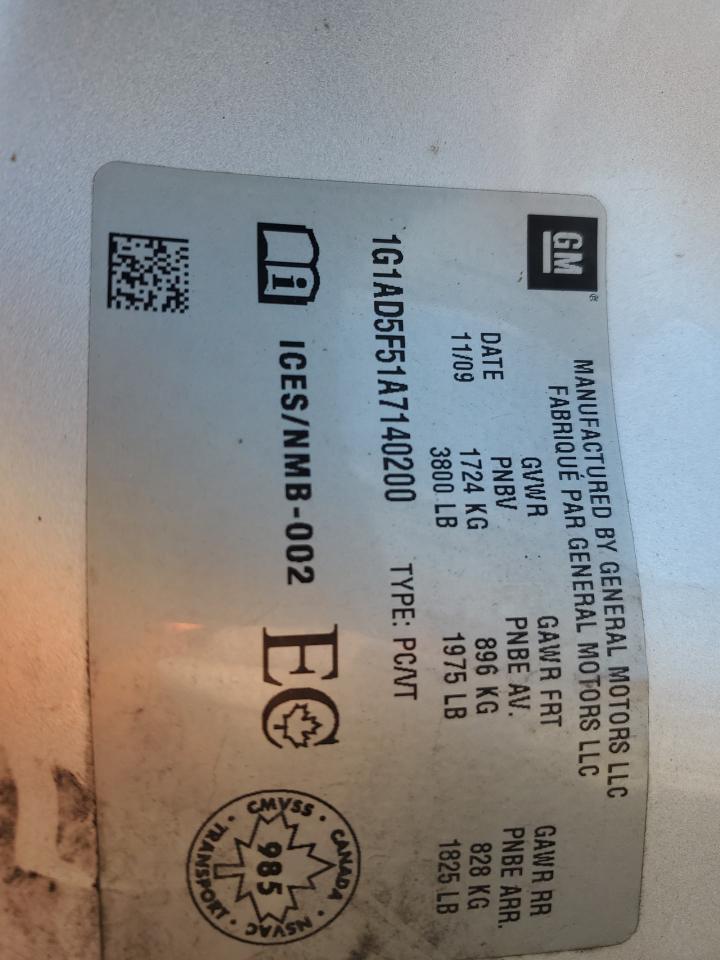 GM
MANUFACTURED BY GENERAL MOTORS LLC
FABRIQUÉ PAR GENERAL MOTORS LLC
DATE GVWR GAWR FRT GAWR RR
PNBV PNBE AV. PNBE ARR.
11/09 1724 KG 896 KG 828 KG
3800 LB 1975 LB 1825 LB
1G1AD5F51A7140200 TYPE: PC/VT
i ICES/NMB-002 EC
CANADA · NSVAC · TRANSPORT · CMVSS ·
985